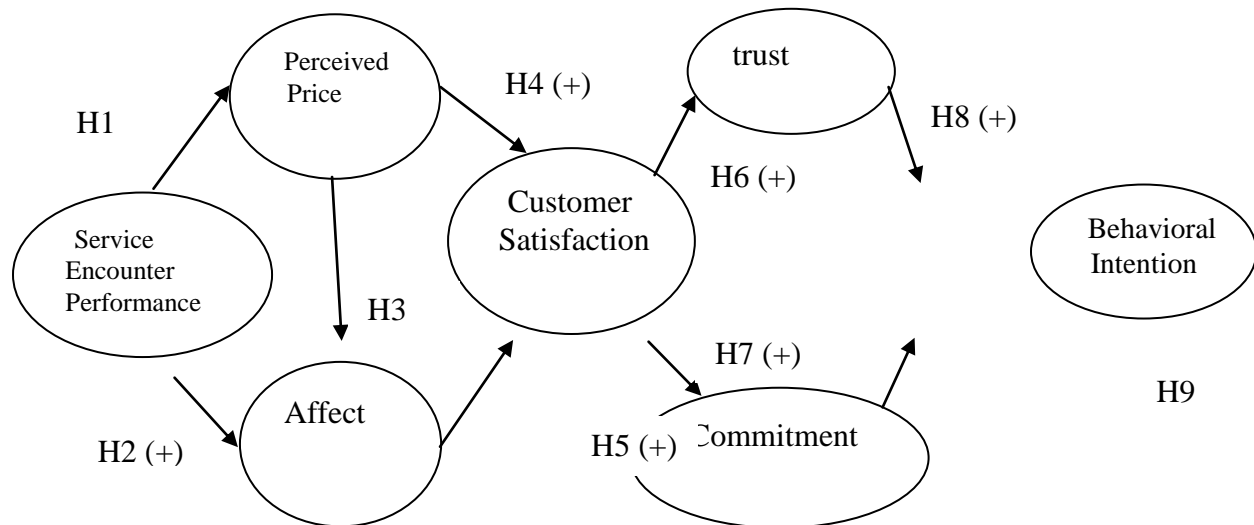 Perceived
Price
trust
H4 (+)
H1
H8 (+)
H6 (+)
Customer
Satisfaction
Service
Encounter
Performance
Behavioral
Intention
H3
H7 (+)
H9
Affect
H2 (+)
H5 (+)
Commitment